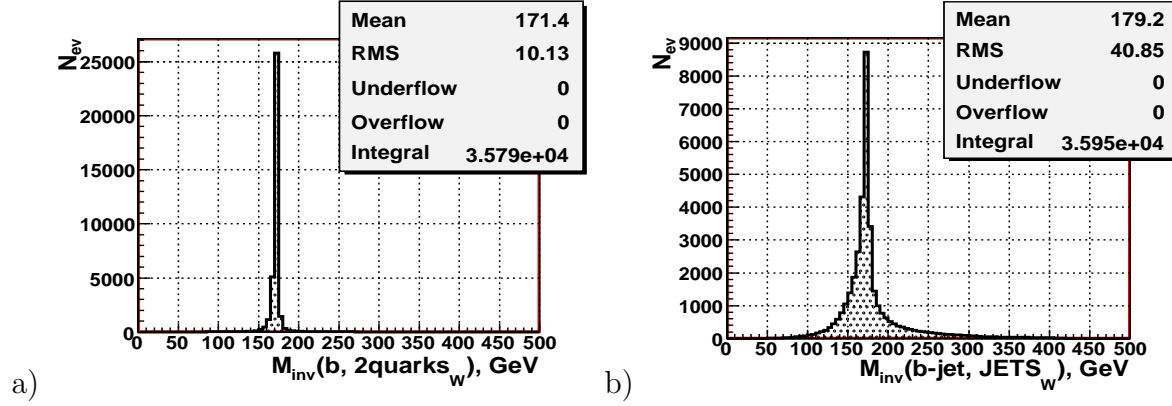 Mean 171.4
RMS 10.13
Underflow 0
Overflow 0
Integral 3.579e+04
N_ev
25000
20000
15000
10000
5000
0
0 50 100 150 200 250 300 350 400 450 500
M_inv(b, 2quarks_W), GeV
a)
Mean 179.2
RMS 40.85
Underflow 0
Overflow 0
Integral 3.595e+04
N_ev
9000
8000
7000
6000
5000
4000
3000
2000
1000
0
0 50 100 150 200 250 300 350 400 450 500
M_inv(b-jet, JETS_W), GeV
b)